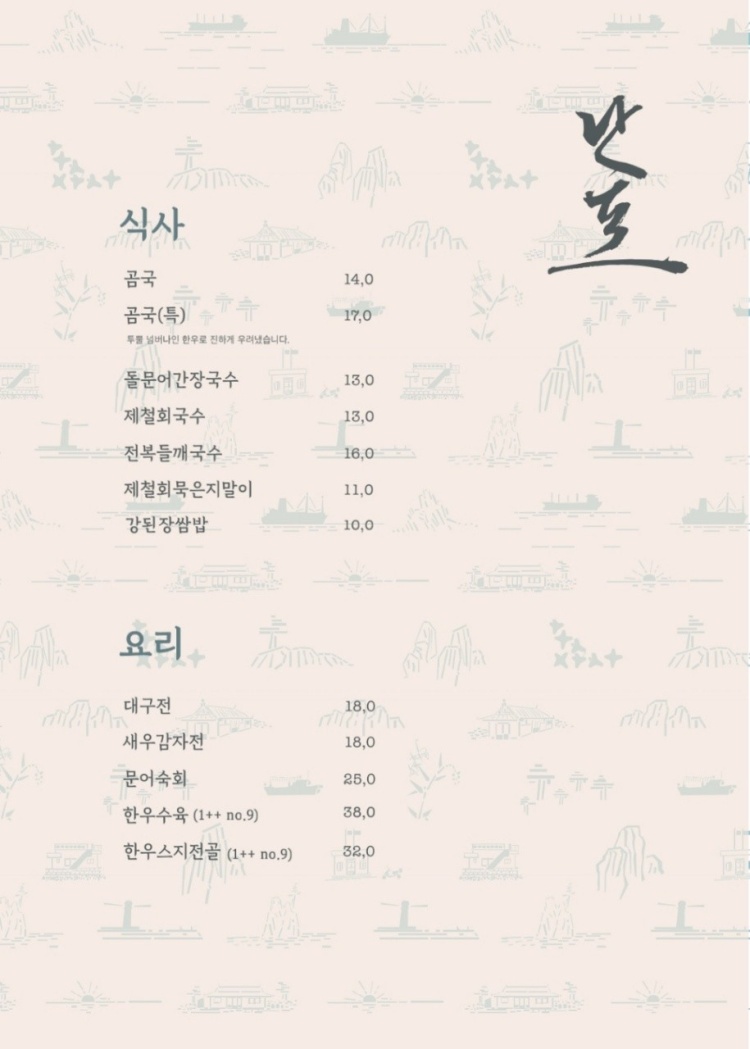 반도
식사
곰국 14,0
곰국(특) 17,0
투뿔 넘버나인 한우로 진하게 우려냈습니다.
돌문어간장국수 13,0
제철회국수 13,0
전복들깨국수 16,0
제철회묵은지말이 11,0
강된장쌈밥 10,0
요리
대구전 18,0
새우감자전 18,0
문어숙회 25,0
한우수육 (1++ no.9) 38,0
한우스지전골 (1++ no.9) 32,0